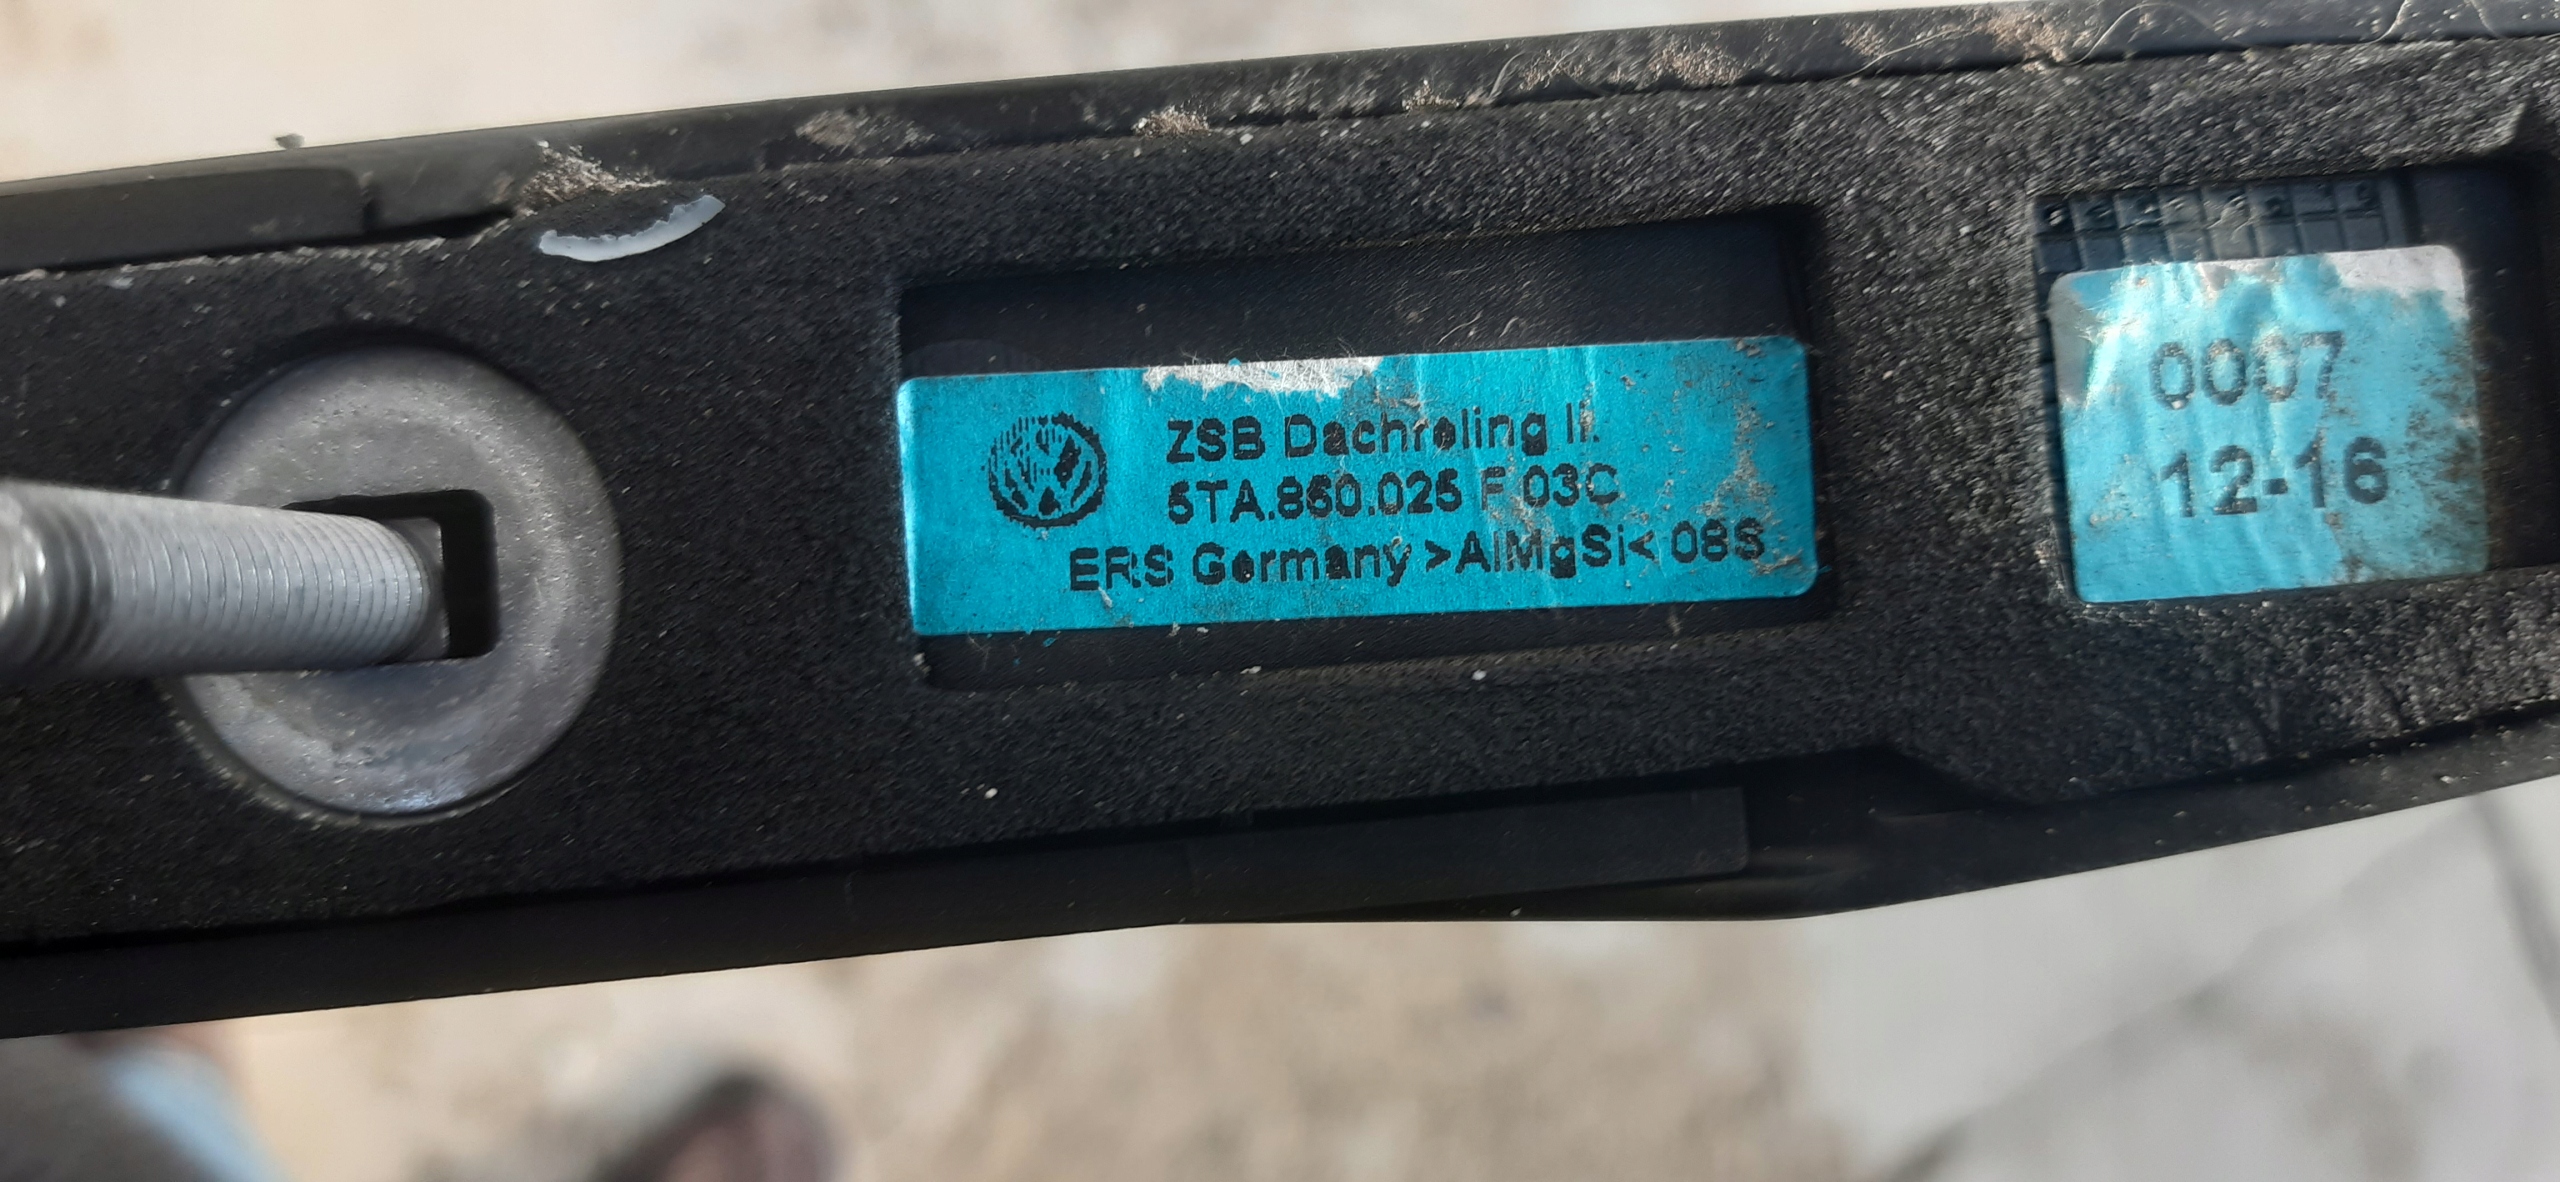 ZSB Dachreling li.
5TA.860.025 F 03C
ERS Germany >AlMgSi< 08S
0007
12-16